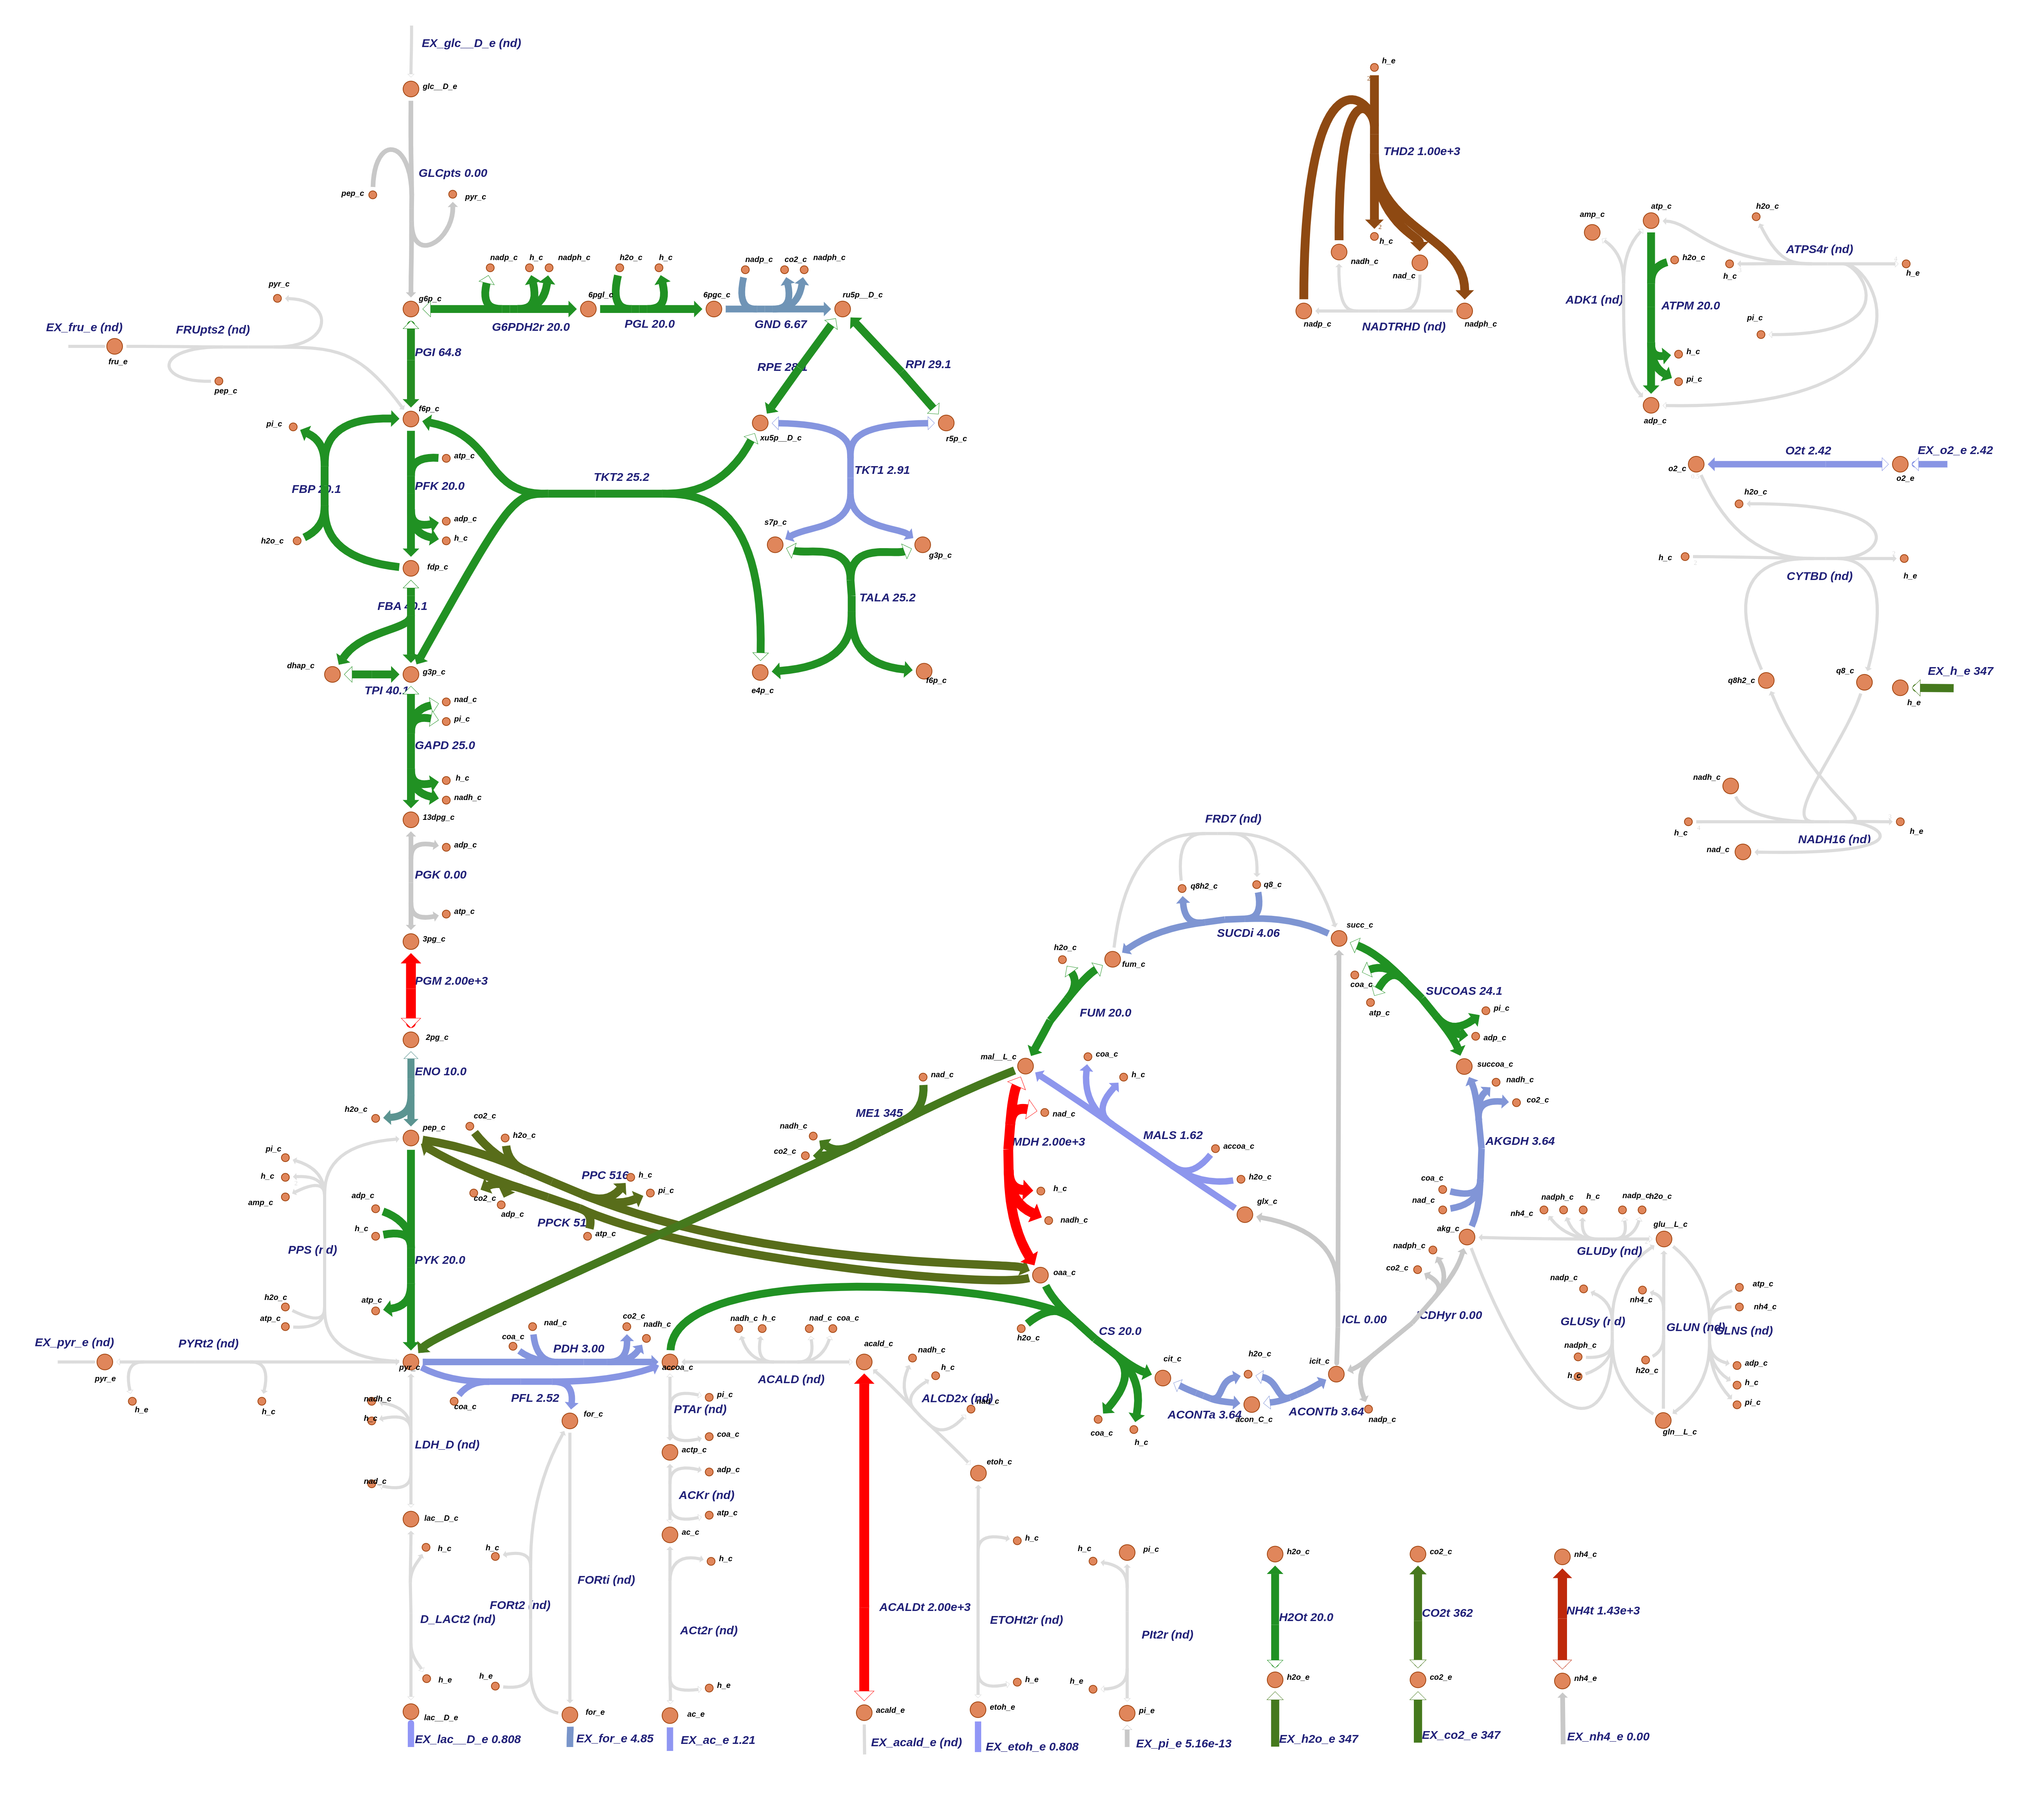 EX_glc__D_e (nd)
glc__D_e
GLCpts 0.00
pep_c
pyr_c
h_e
THD2 1.00e+3
h_c
nadh_c
nad_c
nadp_c
NADTRHD (nd)
nadph_c
amp_c
atp_c
h2o_c
ATPS4r (nd)
h2o_c
h_c
h_e
ADK1 (nd)
ATPM 20.0
pi_c
h_c
pi_c
adp_c
nadp_c
h_c
nadph_c
h2o_c
h_c
nadp_c
co2_c
nadph_c
g6p_c
6pgl_c
6pgc_c
ru5p__D_c
G6PDH2r 20.0
PGL 20.0
GND 6.67
pyr_c
EX_fru_e (nd)
FRUpts2 (nd)
fru_e
pep_c
PGI 64.8
RPE 28.1
RPI 29.1
f6p_c
pi_c
atp_c
FBP 20.1
PFK 20.0
adp_c
h2o_c
h_c
fdp_c
TKT2 25.2
xu5p__D_c
r5p_c
TKT1 2.91
s7p_c
g3p_c
TALA 25.2
e4p_c
f6p_c
FBA 40.1
dhap_c
g3p_c
TPI 40.1
nad_c
pi_c
GAPD 25.0
h_c
nadh_c
13dpg_c
adp_c
PGK 0.00
atp_c
3pg_c
PGM 2.00e+3
2pg_c
ENO 10.0
h2o_c
pep_c
O2t 2.42
EX_o2_e 2.42
o2_c
o2_e
h2o_c
h_c
CYTBD (nd)
h_e
q8h2_c
q8_c
EX_h_e 347
h_e
nadh_c
h_c
NADH16 (nd)
h_e
nad_c
FRD7 (nd)
q8h2_c
q8_c
SUCDi 4.06
succ_c
h2o_c
fum_c
coa_c
atp_c
SUCOAS 24.1
pi_c
adp_c
FUM 20.0
mal__L_c
succoa_c
nadh_c
co2_c
AKGDH 3.64
coa_c
nad_c
akg_c
coa_c
h_c
MALS 1.62
accoa_c
h2o_c
glx_c
nad_c
MDH 2.00e+3
h_c
nadh_c
oaa_c
nad_c
ME1 345
nadh_c
co2_c
co2_c
h2o_c
PPC 516
h_c
pi_c
co2_c
adp_c
PPCK 51
atp_c
pi_c
h_c
amp_c
PPS (nd)
h2o_c
atp_c
adp_c
h_c
PYK 20.0
atp_c
EX_pyr_e (nd)
PYRt2 (nd)
pyr_e
h_e
h_c
pyr_c
coa_c
nad_c
PDH 3.00
co2_c
nadh_c
accoa_c
PFL 2.52
coa_c
for_c
nadh_c
h_c
nad_c
coa_c
ACALD (nd)
acald_c
nadh_c
h_c
ALCD2x (nd)
nad_c
etoh_c
h2o_c
CS 20.0
cit_c
coa_c
h_c
h2o_c
ACONTa 3.64
acon_C_c
ACONTb 3.64
icit_c
ICL 0.00
nadph_c
co2_c
ICDHyr 0.00
nadp_c
nh4_c
nadph_c
h_c
nadp_c
h2o_c
glu__L_c
GLUDy (nd)
nadp_c
GLUSy (nd)
nadph_c
h_c
nh4_c
GLUN (nd)
h2o_c
atp_c
nh4_c
GLNS (nd)
adp_c
h_c
pi_c
gln__L_c
nadh_c
h_c
LDH_D (nd)
nad_c
lac__D_c
h_c
D_LACt2 (nd)
h_e
lac__D_e
EX_lac__D_e 0.808
h_c
FORt2 (nd)
FORti (nd)
h_e
for_e
EX_for_e 4.85
PTAr (nd)
pi_c
coa_c
actp_c
adp_c
ACKr (nd)
atp_c
ac_c
h_c
ACt2r (nd)
h_e
ac_e
EX_ac_e 1.21
ACALDt 2.00e+3
acald_e
EX_acald_e (nd)
h_c
ETOHt2r (nd)
h_e
etoh_e
EX_etoh_e 0.808
h_c
pi_c
PIt2r (nd)
h_e
pi_e
EX_pi_e 5.16e-13
h2o_c
H2Ot 20.0
h2o_e
EX_h2o_e 347
co2_c
CO2t 362
co2_e
EX_co2_e 347
nh4_c
NH4t 1.43e+3
nh4_e
EX_nh4_e 0.00